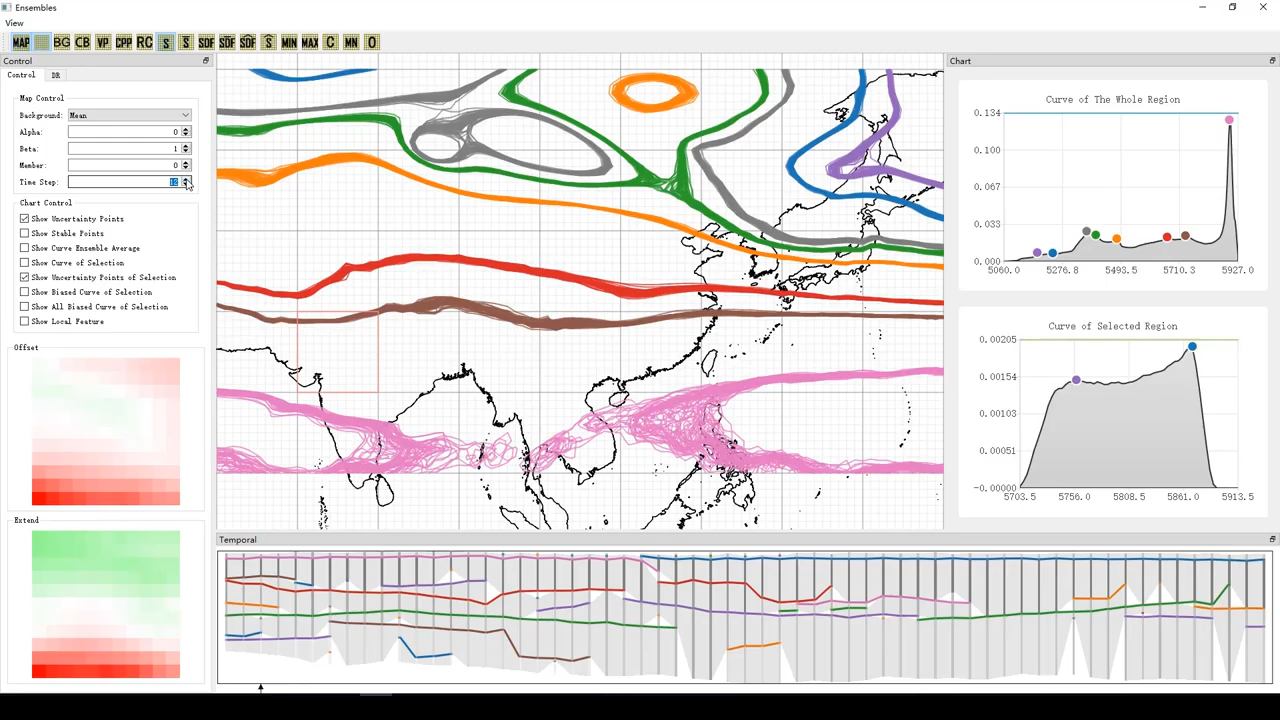 Ensembles
View
MAP BG CB VP CPP RC S S SDF SDF SDF S MIN MAX C MN O
Control
Control DR
Map Control
Background: Mean
Alpha: 0
Beta: 1
Member: 0
Time Step: 12
Chart Control
Show Uncertainty Points
Show Stable Points
Show Curve Ensemble Average
Show Curve of Selection
Show Uncertainty Points of Selection
Show Biased Curve of Selection
Show All Biased Curve of Selection
Show Local Feature
Offset
Extend
Chart
Curve of The Whole Region
0.134
0.100
0.067
0.033
0.000
5060.0 5276.8 5493.5 5710.3 5927.0
Curve of Selected Region
0.00205
0.00154
0.00103
0.00051
-0.00000
5703.5 5756.0 5808.5 5861.0 5913.5
Temporal